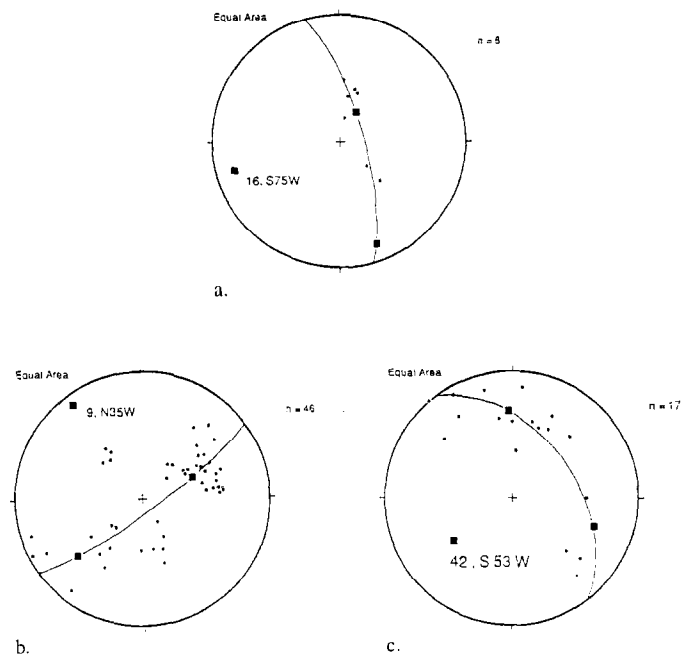 Equal Area
n = 8
16, S75W
a.
Equal Area
n = 46
9, N35W
b.
Equal Area
n = 17
42, S 53 W
c.